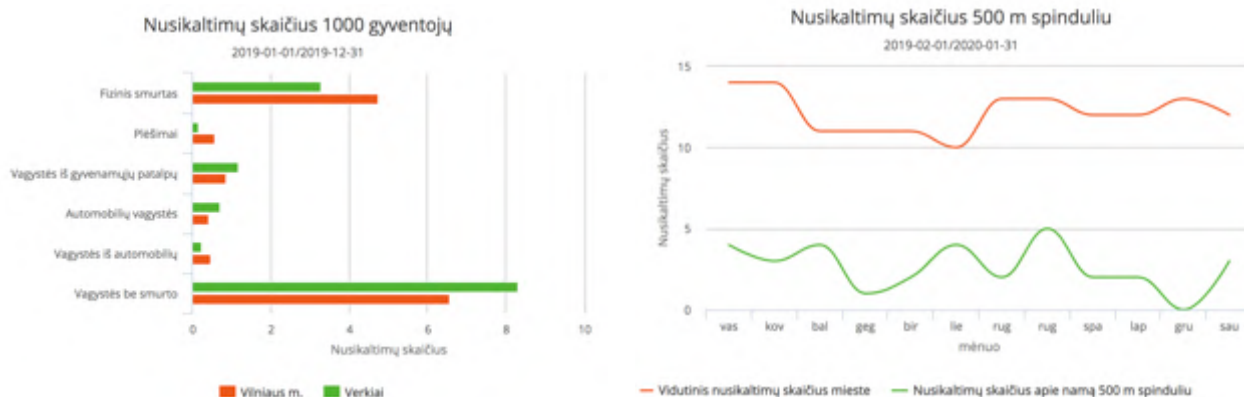 Nusikaltimų skaičius 1000 gyventojų
2019-01-01/2019-12-31
Fizinis smurtas
Plėšimai
Vagystės iš gyvenamųjų patalpų
Automobilių vagystės
Vagystės iš automobilių
Vagystės be smurto
0 2 4 6 8 10
Nusikaltimų skaičius
Vilniaus m. Verkiai
Nusikaltimų skaičius 500 m spinduliu
2019-02-01/2020-01-31
Nusikaltimų skaičius
15
10
5
0
vas kov bal geg bir lie rug rug spa lap gru sau
mėnuo
Vidutinis nusikaltimų skaičius mieste Nusikaltimų skaičius apie namą 500 m spinduliu